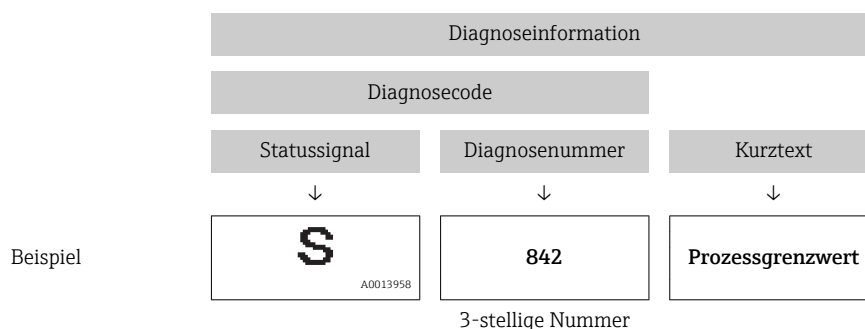 Diagnoseinformation
Diagnosecode
Statussignal Diagnosenummer Kurztext
↓ ↓ ↓
Beispiel S 842 Prozessgrenzwert
A0013958
3-stellige Nummer